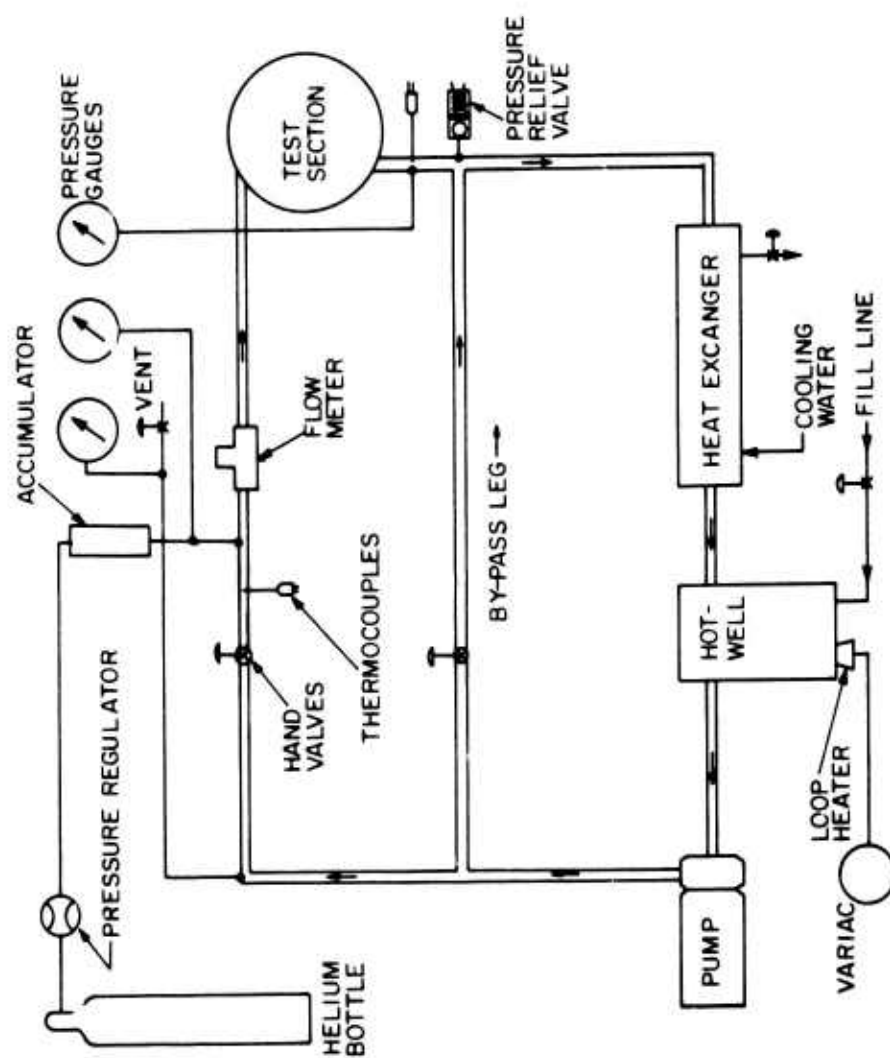 PRESSURE
GAUGES
ACCUMULATOR
VENT
PRESSURE REGULATOR
HELIUM
BOTTLE
TEST
SECTION
FLOW
METER
THERMOCOUPLES
HAND
VALVES
PRESSURE
RELIEF
VALVE
BY-PASS LEG
HEAT EXCANGER
COOLING
WATER
FILL LINE
HOT-
WELL
LOOP
HEATER
PUMP
VARIAC